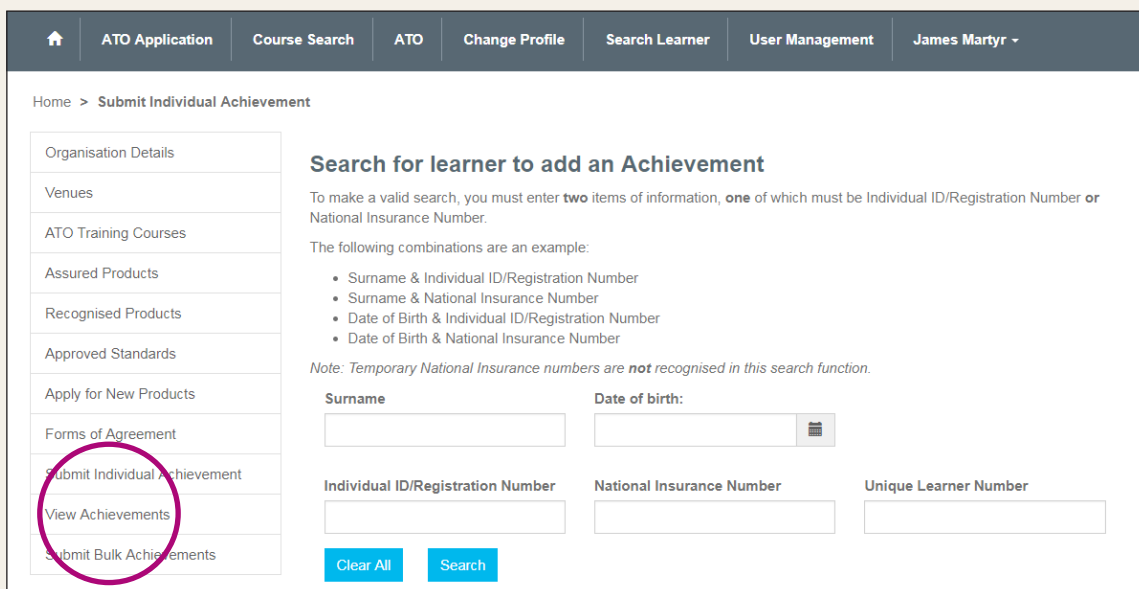 ATO Application Course Search ATO Change Profile Search Learner User Management James Martyr
Home > Submit Individual Achievement
Organisation Details
Venues
ATO Training Courses
Assured Products
Recognised Products
Approved Standards
Apply for New Products
Forms of Agreement
Submit Individual Achievement
View Achievements
Submit Bulk Achievements
Search for learner to add an Achievement
To make a valid search, you must enter two items of information, one of which must be Individual ID/Registration Number or
National Insurance Number.
The following combinations are an example:
• Surname & Individual ID/Registration Number
• Surname & National Insurance Number
• Date of Birth & Individual ID/Registration Number
• Date of Birth & National Insurance Number
Note: Temporary National Insurance numbers are not recognised in this search function.
Surname Date of birth:
Individual ID/Registration Number National Insurance Number Unique Learner Number
Clear All Search